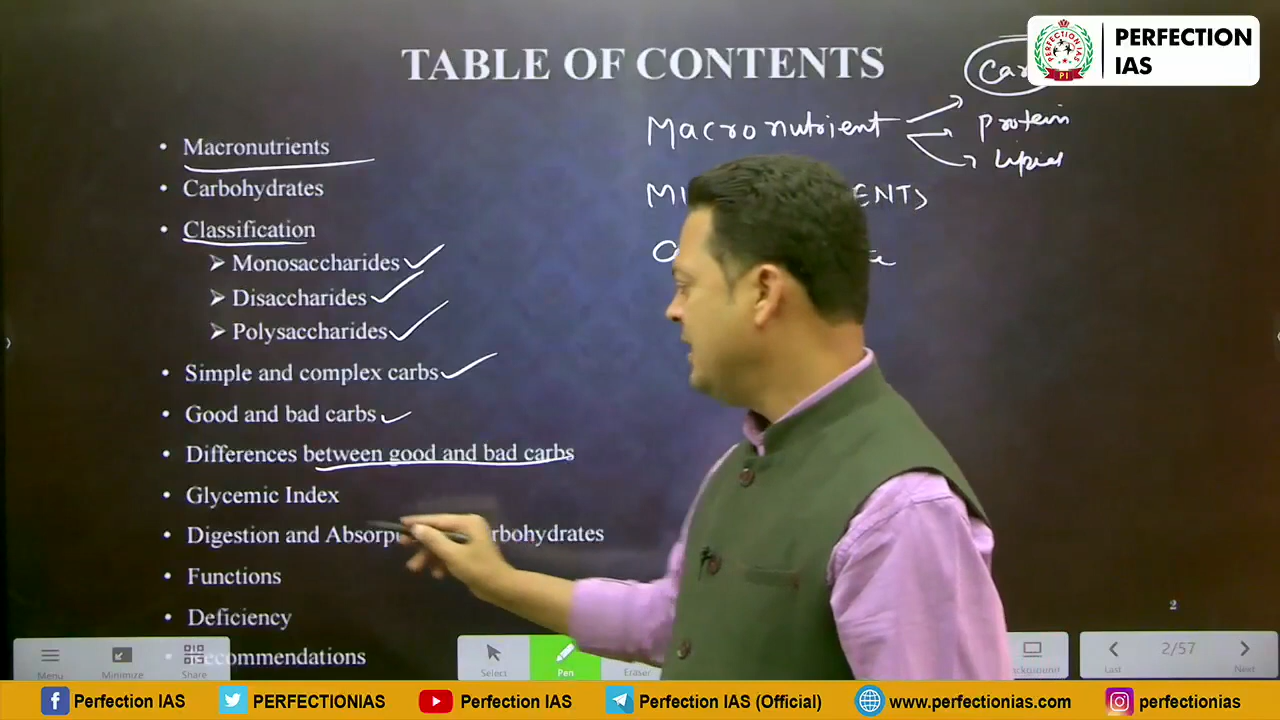 TABLE OF CONTENTS
PERFECTION
IAS
PERFECTION IAS
PI
Macronutrient
Protein
Lipid
• Macronutrients
• Carbohydrates
• Classification
➢ Monosaccharides
➢ Disaccharides
➢ Polysaccharides
• Simple and complex carbs
• Good and bad carbs
• Differences between good and bad carbs
• Glycemic Index
• Digestion and
• Functions
• Deficiency
2
Menu
Minimize
Share
Select
Pen
Eraser
2/57
Last
Next
Perfection IAS
PERFECTIONIAS
Perfection IAS
Perfection IAS (Official)
www.perfectionias.com
perfectionias